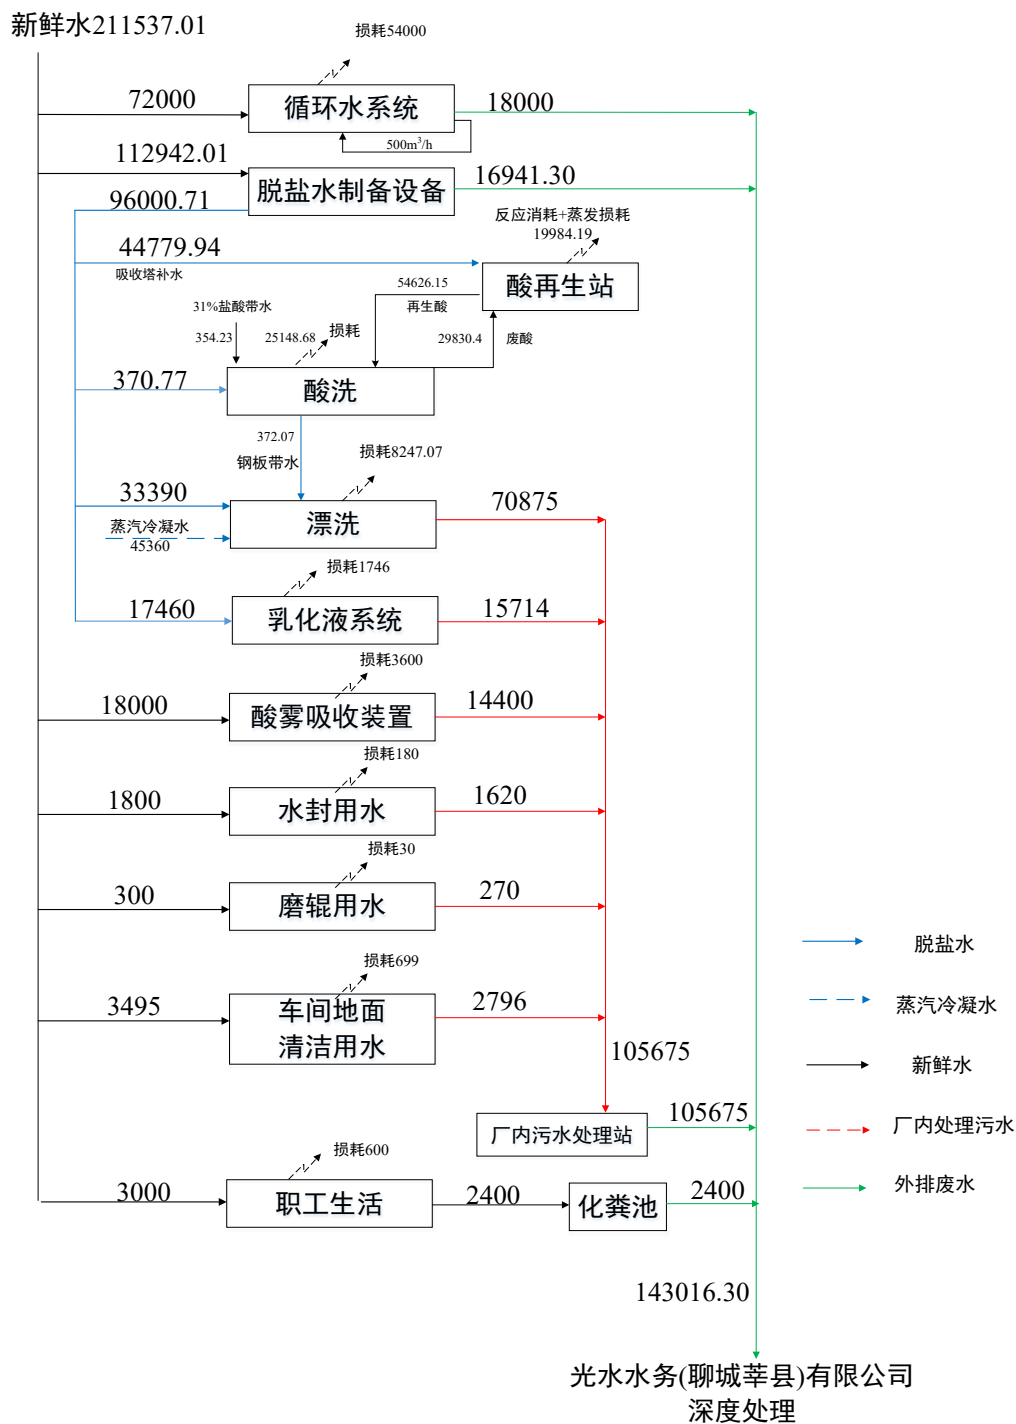 新鲜水211537.01
损耗54000
72000
循环水系统
18000
500m³/h
112942.01
脱盐水制备设备
16941.30
96000.71
反应消耗+蒸发损耗
19984.19
44779.94
吸收塔补水
酸再生站
54626.15
再生酸
31%盐酸带水
354.23
25148.68
损耗
29830.4
废酸
370.77
酸洗
372.07
钢板带水
损耗8247.07
33390
漂洗
70875
蒸汽冷凝水
45360
损耗1746
17460
乳化液系统
15714
损耗3600
18000
酸雾吸收装置
14400
损耗180
1800
水封用水
1620
损耗30
300
磨辊用水
270
损耗699
3495
车间地面
清洁用水
2796
105675
厂内污水处理站
105675
损耗600
3000
职工生活
2400
化粪池
2400
脱盐水
蒸汽冷凝水
新鲜水
厂内处理污水
外排废水
143016.30
光水水务(聊城莘县)有限公司
深度处理